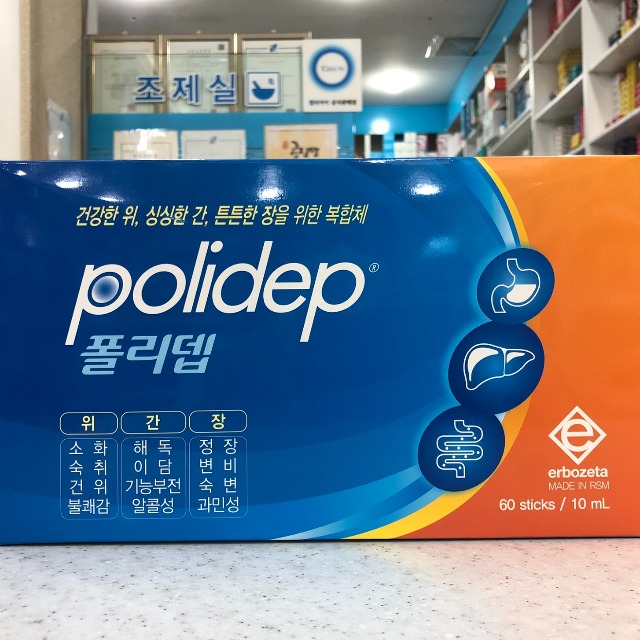 조제실
건강한 위, 싱싱한 간, 튼튼한 장을 위한 복합체
polidep®
폴리뎁
위 간 장
소화 해독 정장
숙취 이담 변비
건위 기능부전 숙변
불쾌감 알콜성 과민성
e
erbozeta
MADE IN RSM
60 sticks / 10 mL